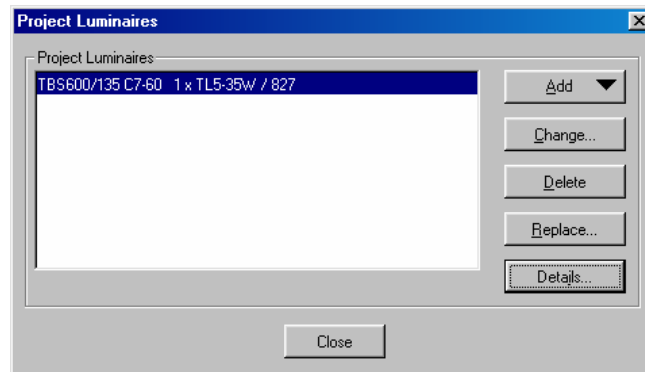 Project Luminaires
Project Luminaires
TBS600/135 C7-60 1 x TL5-35W / 827
Add
Change...
Delete
Replace...
Details...
Close